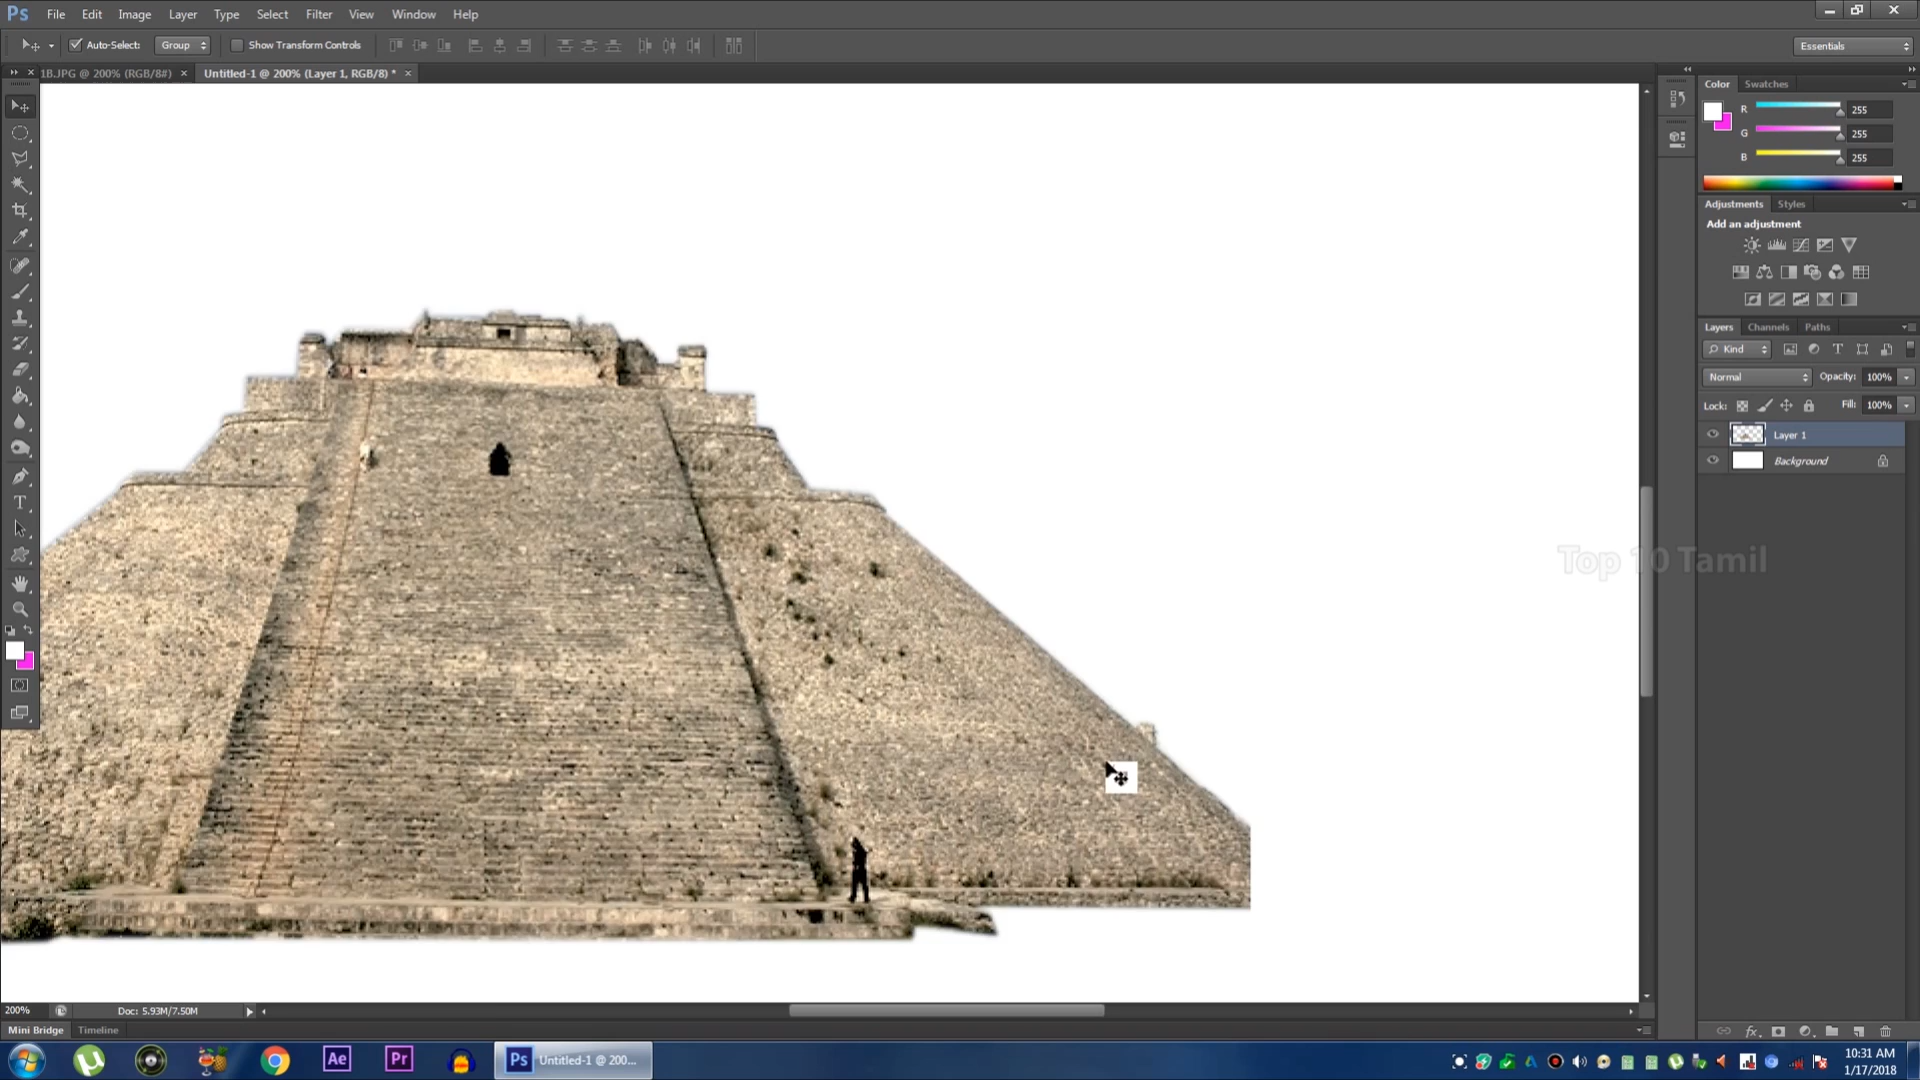 Ps File Edit Image Layer Type Select Filter View Window Help
Auto-Select: Group Show Transform Controls Essentials
1B.JPG @ 200% (RGB/8#) × Untitled-1 @ 200% (Layer 1, RGB/8) * ×
Color Swatches
R 255
G 255
B 255
Adjustments Styles
Add an adjustment
Layers Channels Paths
Kind
Normal Opacity: 100%
Lock: Fill: 100%
Layer 1
Background
Top 10 Tamil
200% Doc: 5.93M/7.50M
Mini Bridge Timeline
Ae Pr Ps Untitled-1 @ 200... 10:31 AM
1/17/2018